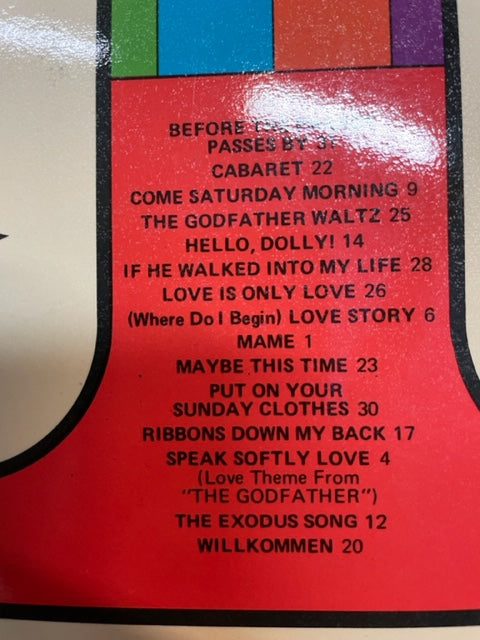 BEFORE
PASSES BY
CABARET 22
COME SATURDAY MORNING 9
THE GODFATHER WALTZ 25
HELLO, DOLLY! 14
IF HE WALKED INTO MY LIFE 28
LOVE IS ONLY LOVE 26
(Where Do I Begin) LOVE STORY 6
MAME 1
MAYBE THIS TIME 23
PUT ON YOUR
SUNDAY CLOTHES 30
RIBBONS DOWN MY BACK 17
SPEAK SOFTLY LOVE 4
(Love Theme From
"THE GODFATHER")
THE EXODUS SONG 12
WILLKOMMEN 20